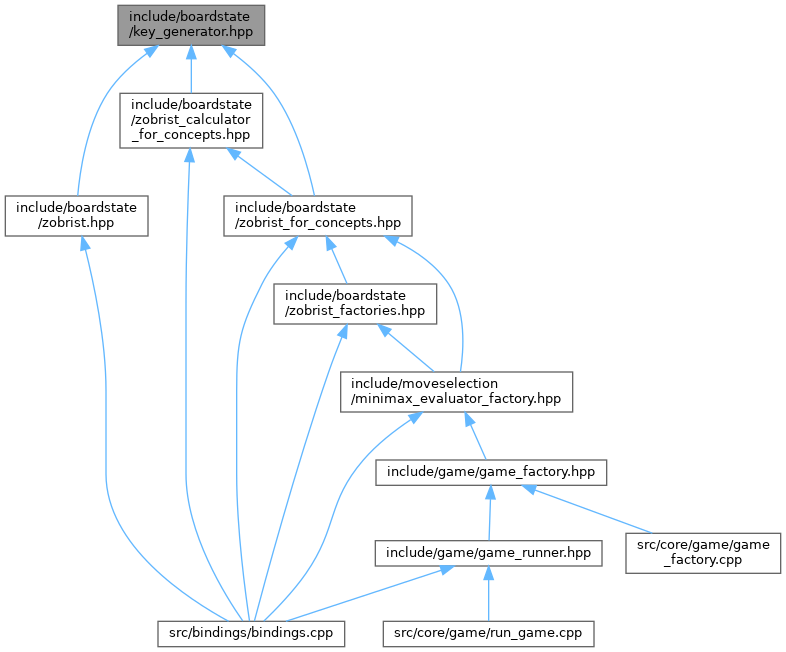 include/boardstate
/key_generator.hpp
include/boardstate
/zobrist_calculator
_for_concepts.hpp
include/boardstate
/zobrist.hpp
include/boardstate
/zobrist_for_concepts.hpp
include/boardstate
/zobrist_factories.hpp
include/moveselection
/minimax_evaluator_factory.hpp
include/game/game_factory.hpp
include/game/game_runner.hpp
src/core/game/game
_factory.cpp
src/bindings/bindings.cpp
src/core/game/run_game.cpp